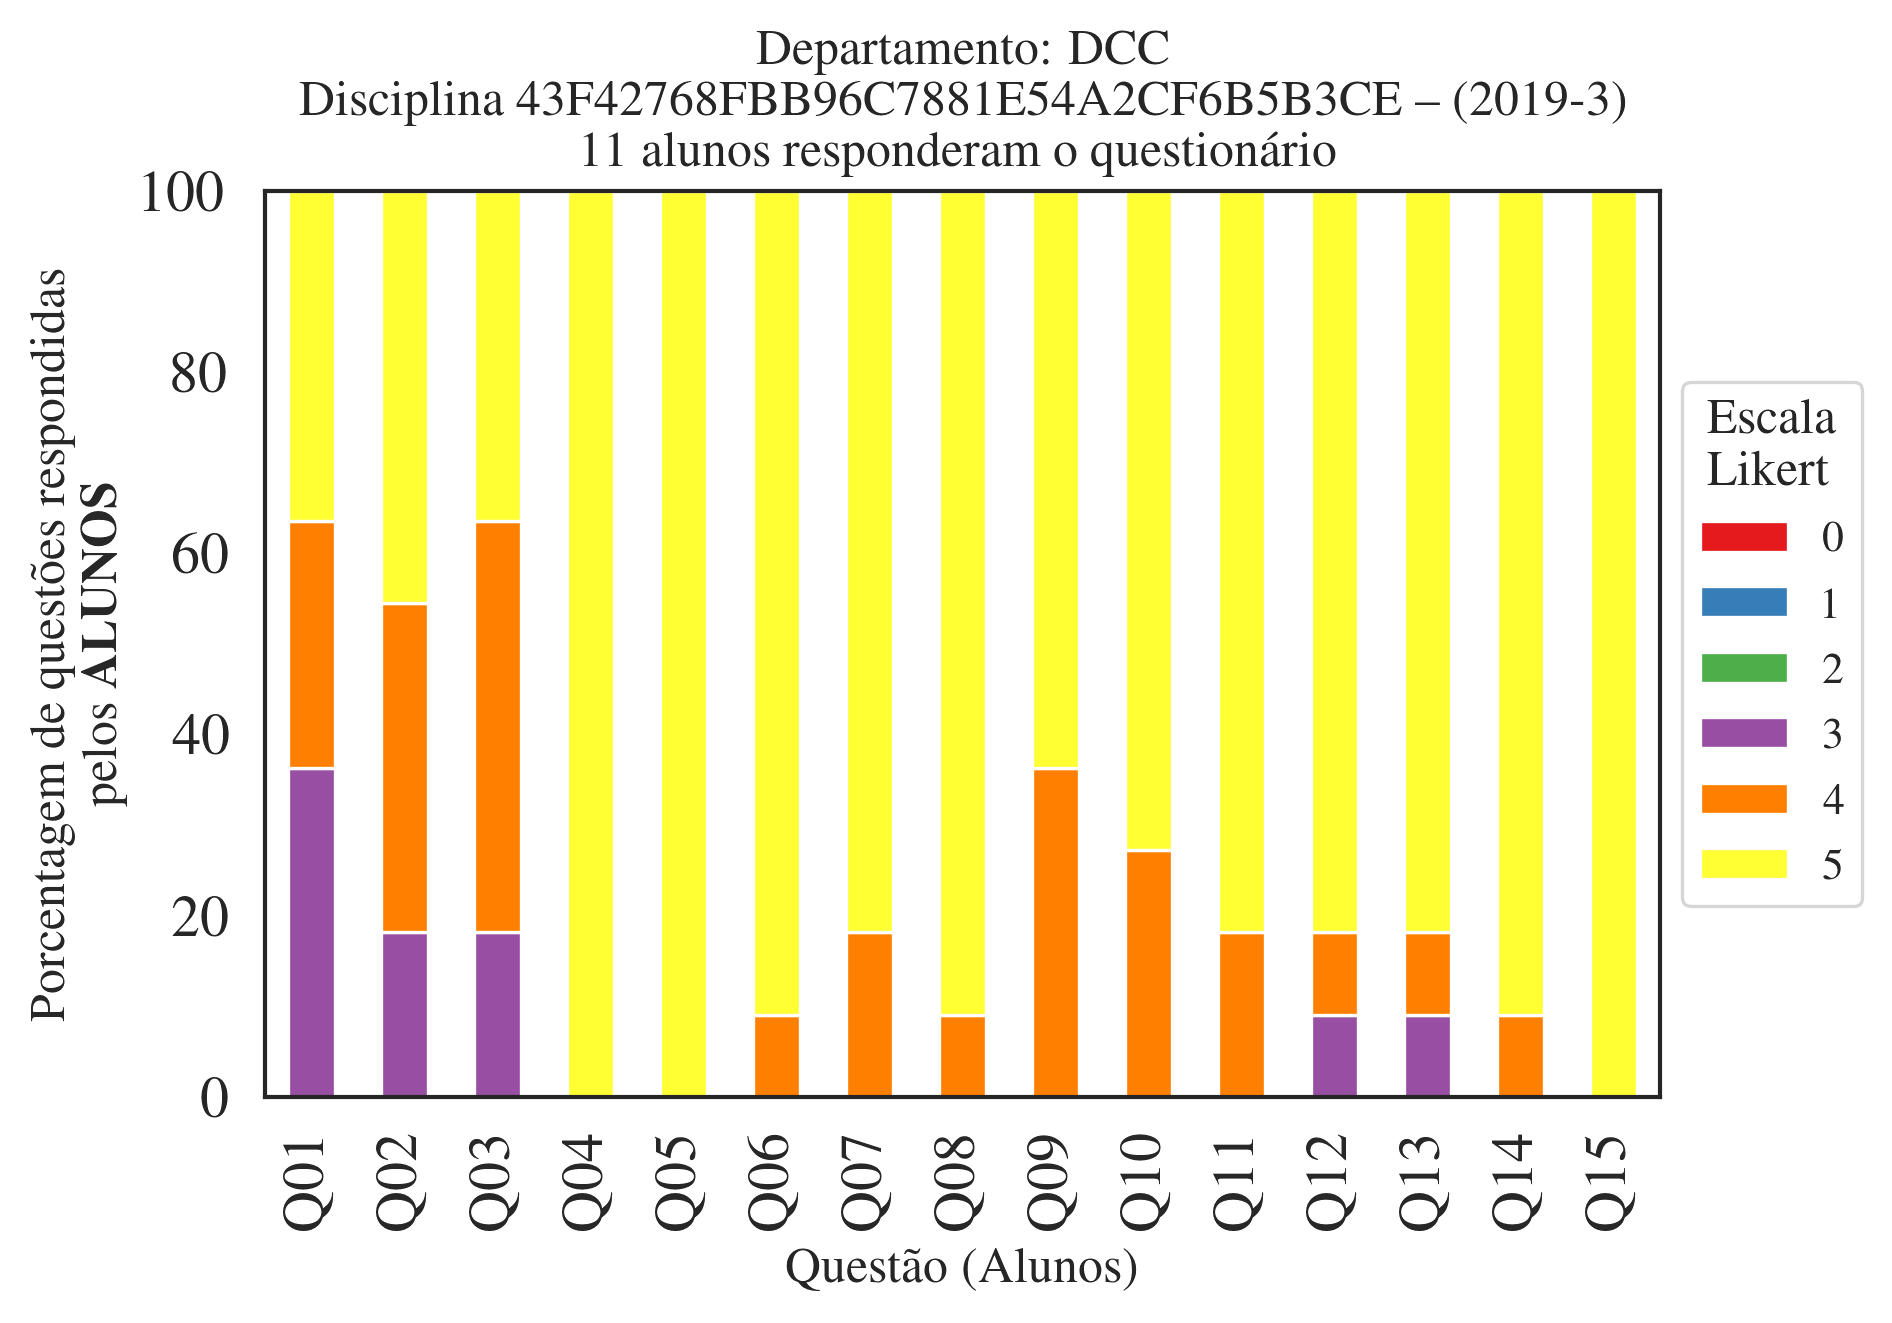 Departamento: DCC
Disciplina 43F42768FBB96C7881E54A2CF6B5B3CE – (2019-3)
11 alunos responderam o questionário
Porcentagem de questões respondidas
pelos ALUNOS
100
80
60
40
20
0
Q01
Q02
Q03
Q04
Q05
Q06
Q07
Q08
Q09
Q10
Q11
Q12
Q13
Q14
Q15
Questão (Alunos)
Escala
Likert
0
1
2
3
4
5